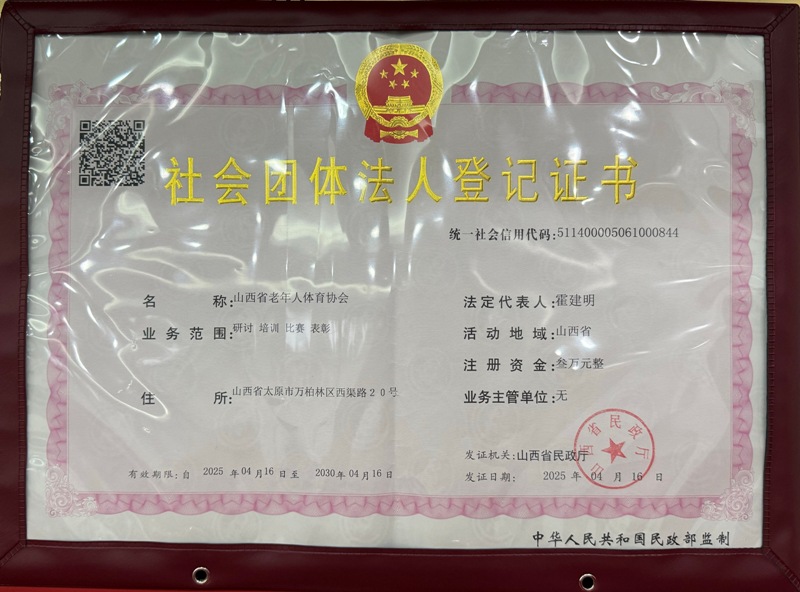 社会团体法人登记证书
统一社会信用代码:511400005061000844
名称:山西省老年人体育协会
业务范围:研讨 培训 比赛 表彰
住所:山西省太原市万柏林区西渠路20号
法定代表人:霍建明
活动地域:山西省
注册资金:叁万元整
业务主管单位:无
发证机关:山西省民政厅
发证日期: 2025 年 04 月 16 日
山西省民政厅
有效期限:自 2025 年 04 月 16 日至 2030 年 04 月 16 日
中华人民共和国民政部监制